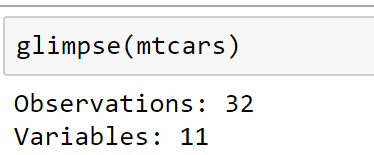 glimpse(mtcars)
Observations: 32
Variables: 11